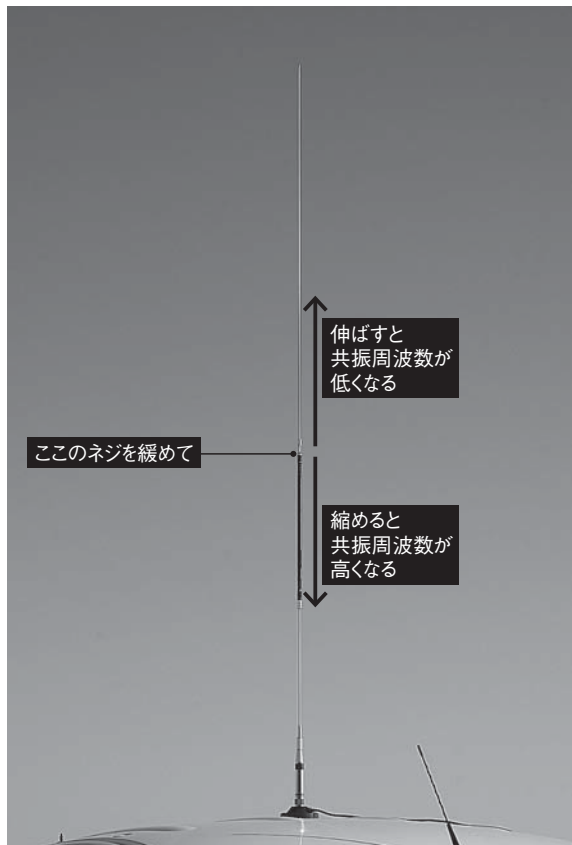 伸ばすと
共振周波数が
低くなる
ここのネジを緩めて
縮めると
共振周波数が
高くなる